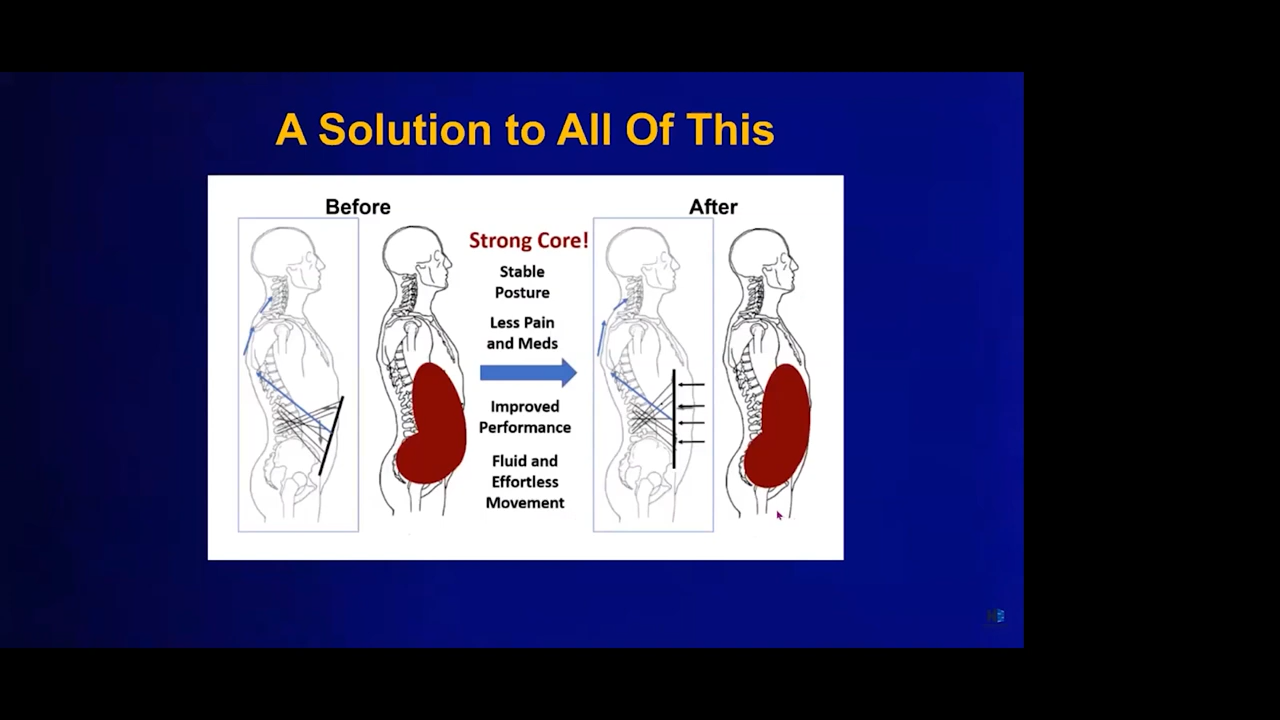 A Solution to All Of This
Before
After
Strong Core!
Stable
Posture
Less Pain
and Meds
Improved
Performance
Fluid and
Effortless
Movement